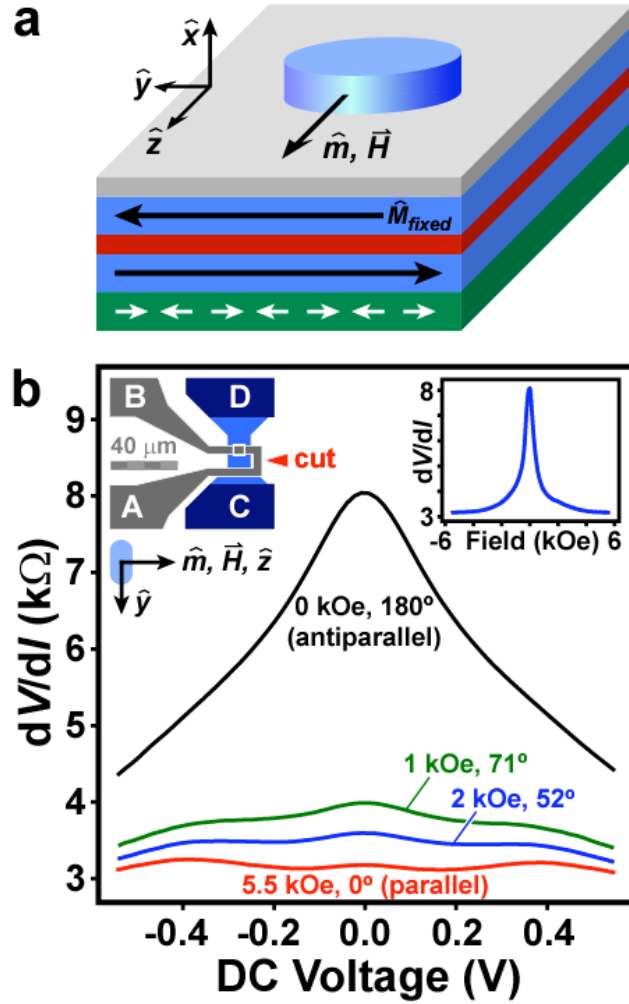 a
x̂
ŷ
ẑ
m̂, H⃗
M̂fixed
b
B
D
40 μm
cut
A
C
m̂, H⃗, ẑ
ŷ
8
dV/dI
3
-6 Field (kOe) 6
0 kOe, 180º
(antiparallel)
1 kOe, 71º
2 kOe, 52º
5.5 kOe, 0º (parallel)
dV/dI (kΩ)
9
8
7
6
5
4
3
-0.4 -0.2 0.0 0.2 0.4
DC Voltage (V)